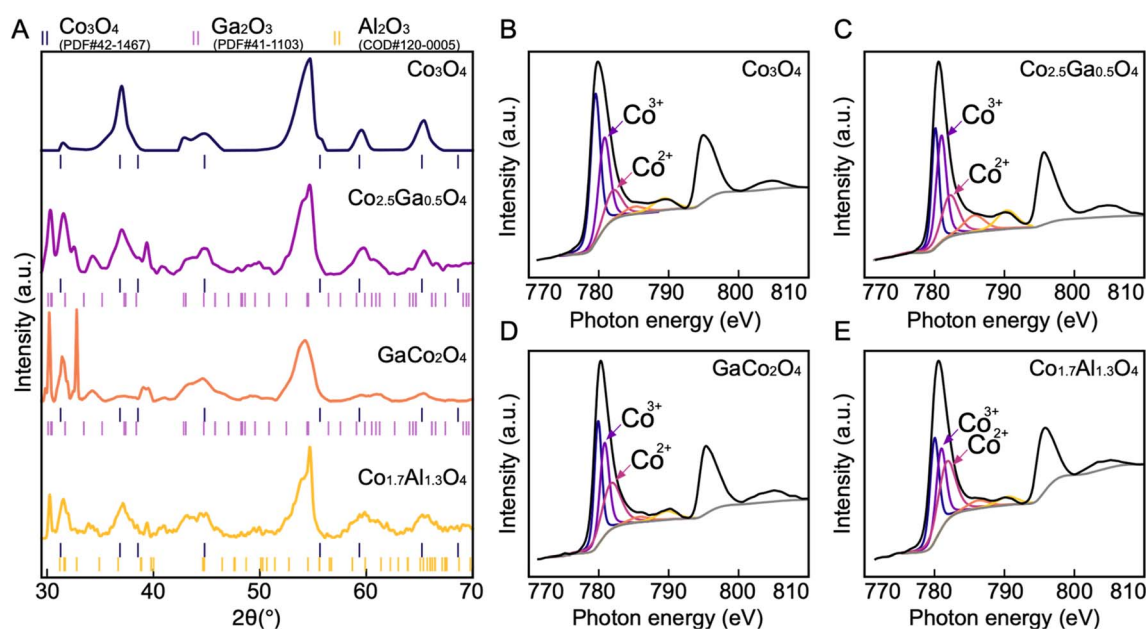 A
Co₃O₄
(PDF#42-1467)
Ga₂O₃
(PDF#41-1103)
Al₂O₃
(COD#120-0005)
Co₃O₄
Co₂.₅Ga₀.₅O₄
GaCo₂O₄
Co₁.₇Al₁.₃O₄
Intensity (a.u.)
30 40 50 60 70
2θ(°)
B
Co₃O₄
Co³⁺
Co²⁺
Intensity (a.u.)
770 780 790 800 810
Photon energy (eV)
C
Co₂.₅Ga₀.₅O₄
Co³⁺
Co²⁺
Intensity (a.u.)
770 780 790 800 810
Photon energy (eV)
D
GaCo₂O₄
Co³⁺
Co²⁺
Intensity (a.u.)
770 780 790 800 810
Photon energy (eV)
E
Co₁.₇Al₁.₃O₄
Co³⁺
Co²⁺
Intensity (a.u.)
770 780 790 800 810
Photon energy (eV)